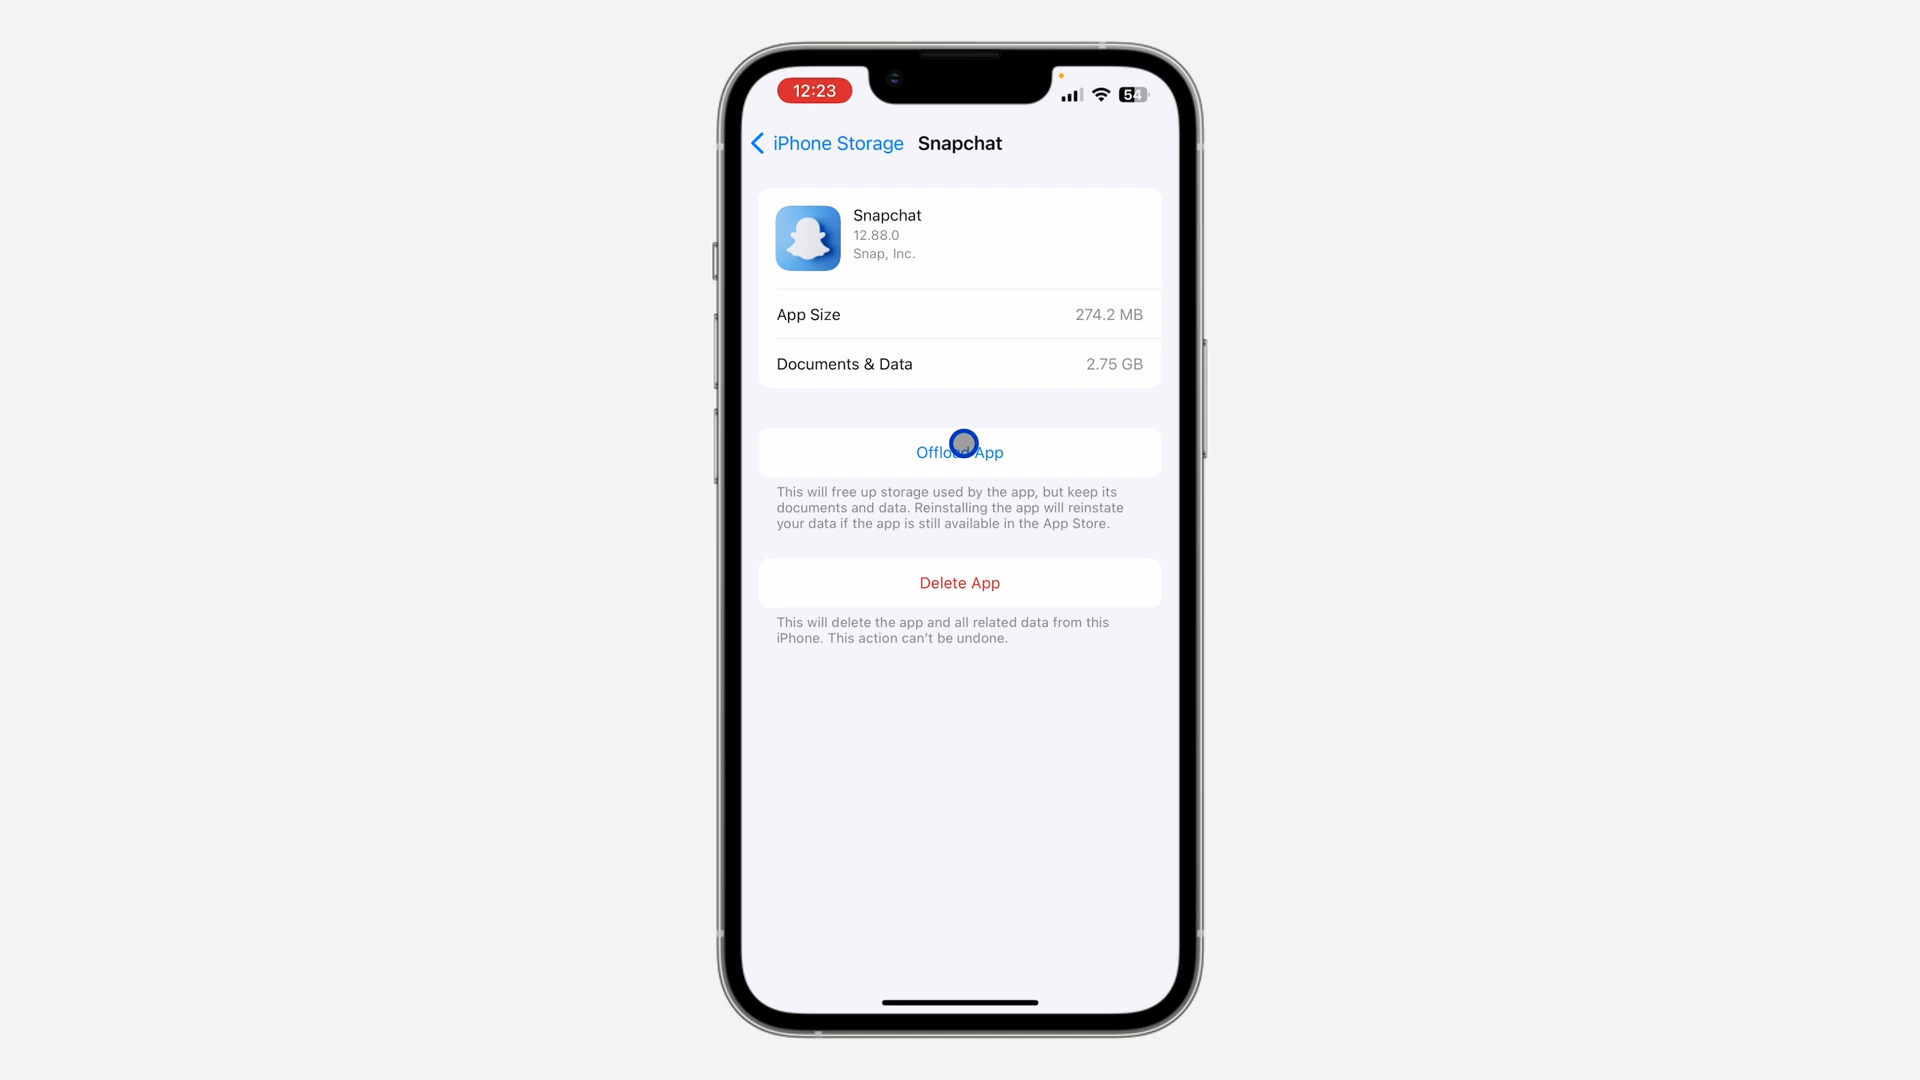 12:23
54
iPhone Storage Snapchat
Snapchat
12.88.0
Snap, Inc.
App Size 274.2 MB
Documents & Data 2.75 GB
Offload App
This will free up storage used by the app, but keep its
documents and data. Reinstalling the app will reinstate
your data if the app is still available in the App Store.
Delete App
This will delete the app and all related data from this
iPhone. This action can’t be undone.